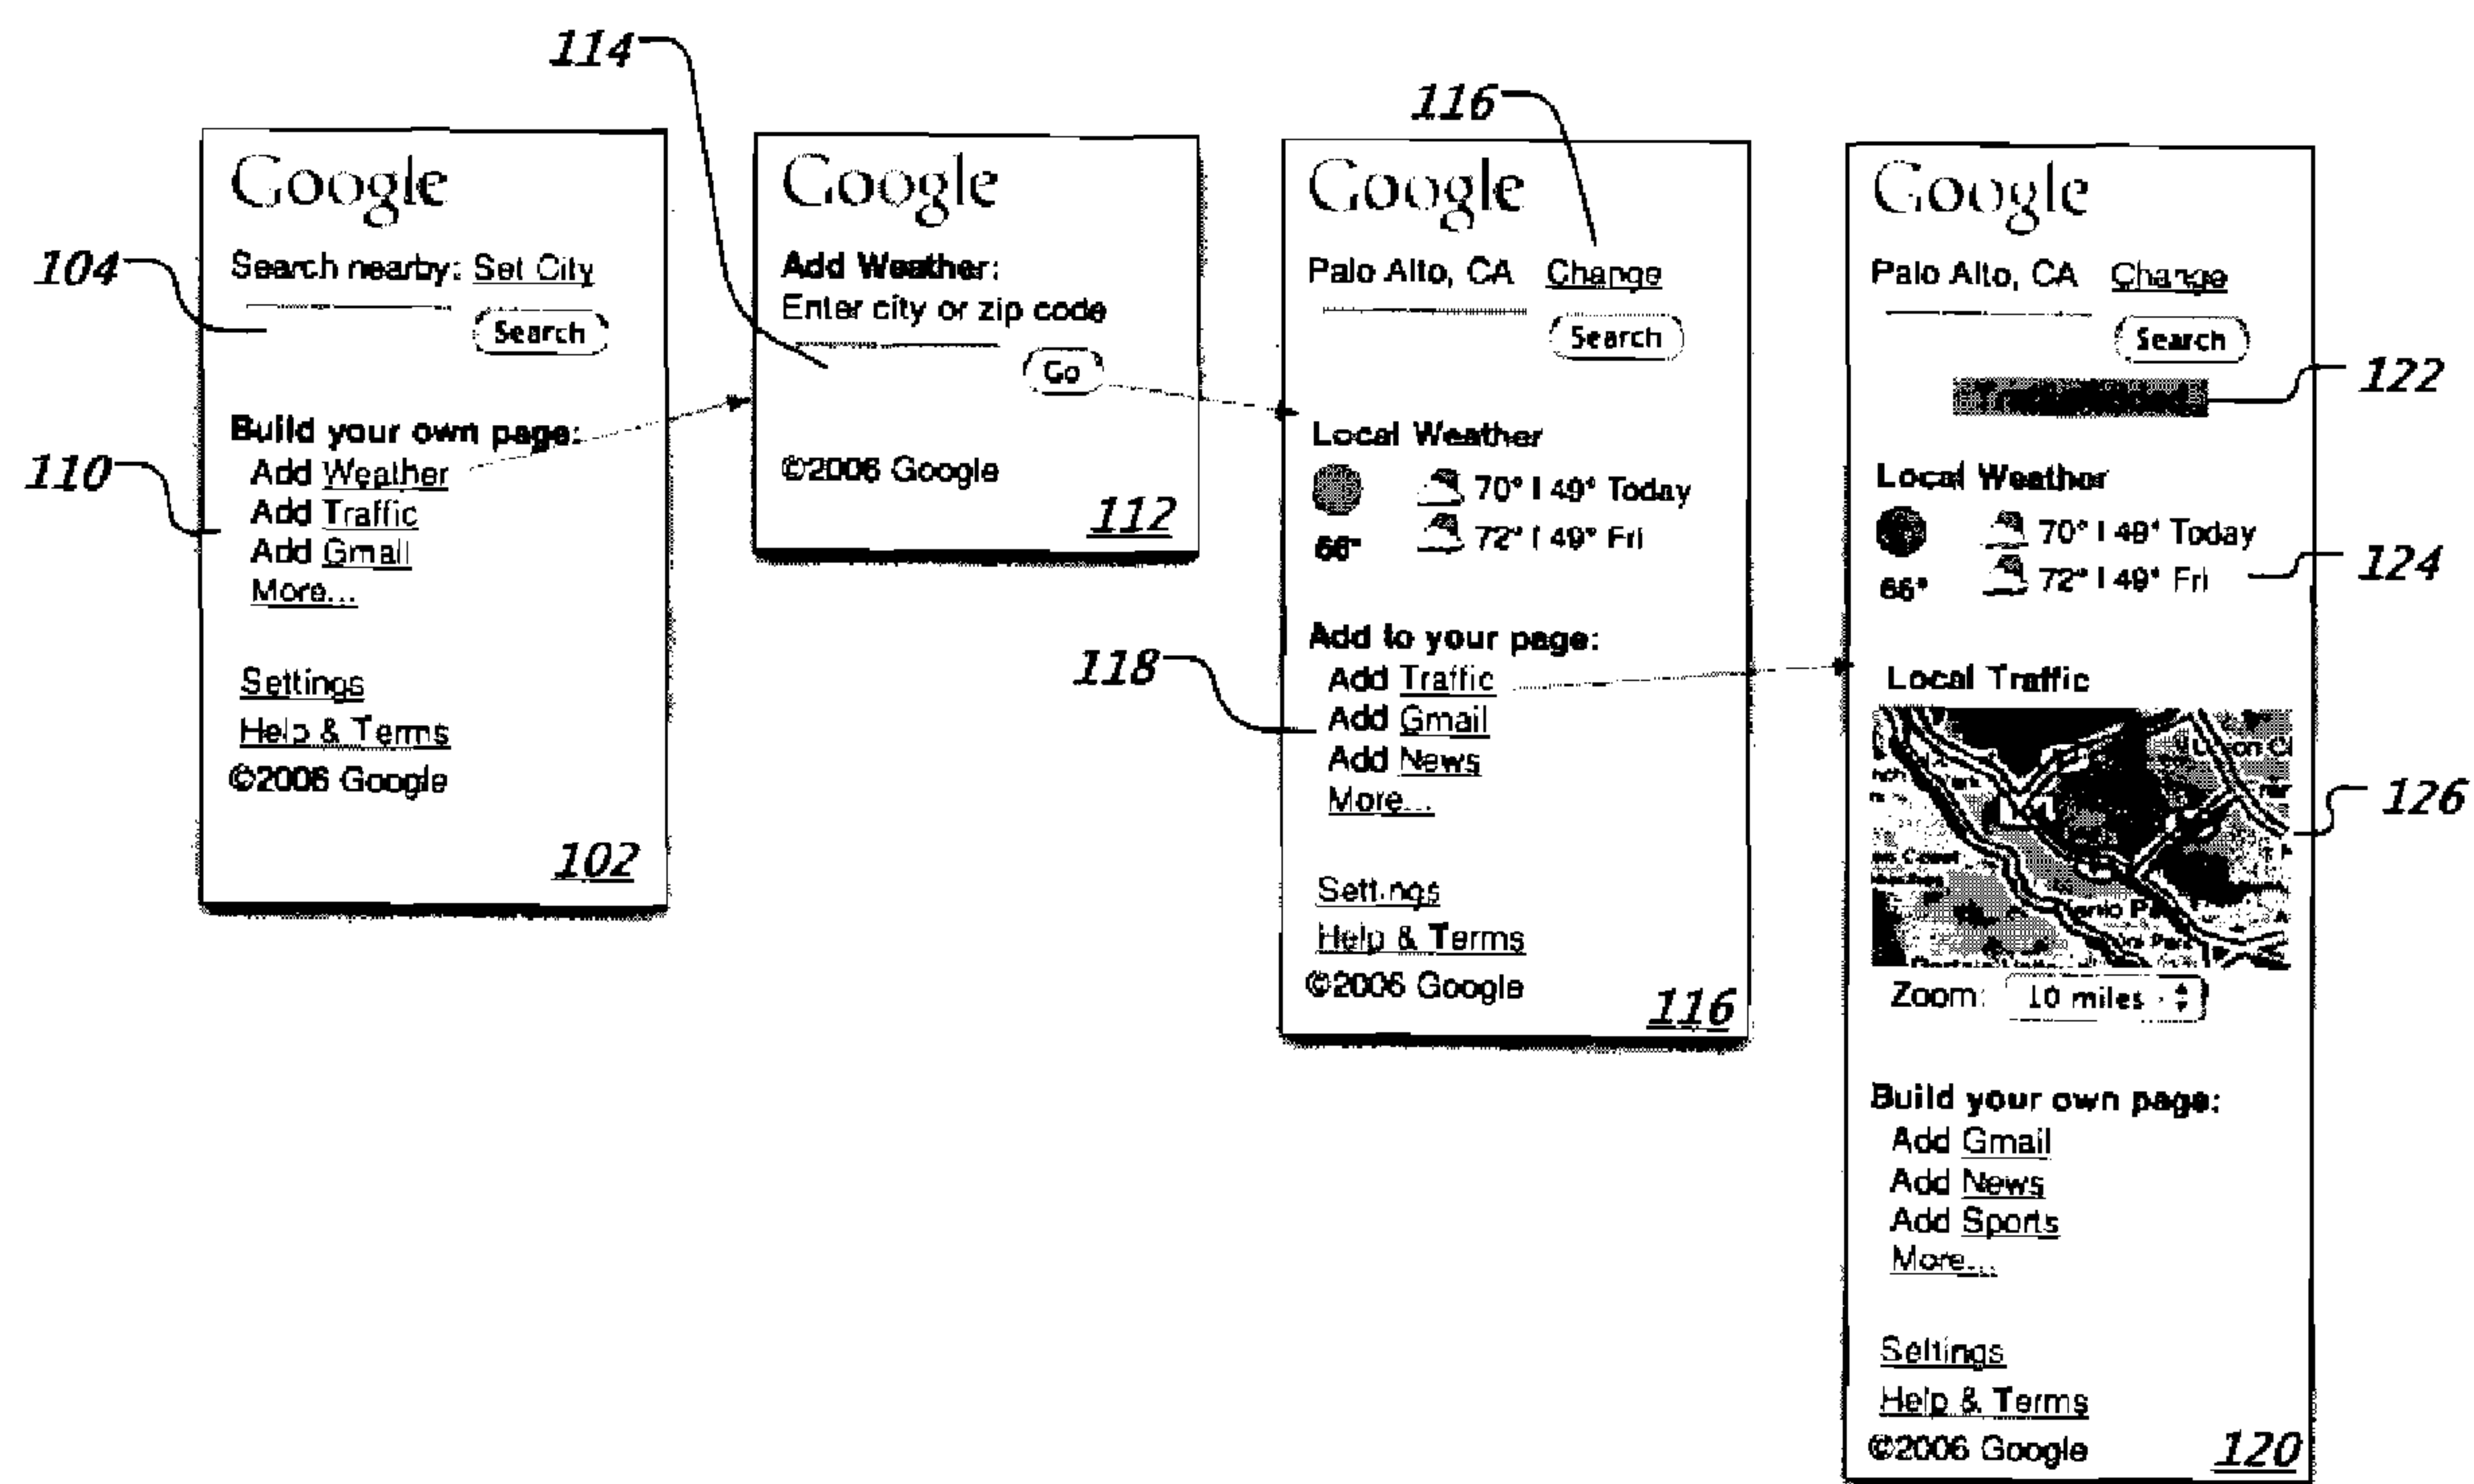 114
104
110
Google
Search nearby: Set City
Search
Build your own page:
Add Weather
Add Traffic
Add Gmail
More...
Settings
Help & Terms
©2006 Google
102
Google
Add Weather:
Enter city or zip code
Go
©2006 Google
112
116
118
Google
Palo Alto, CA Change
Search
Local Weather
70° | 49° Today
66° 72° | 49° Fri
Add to your page:
Add Traffic
Add Gmail
Add News
More...
Settings
Help & Terms
©2006 Google
116
Google
Palo Alto, CA Change
Search
122
Local Weather
70° | 49° Today
66° 72° | 49° Fri
124
Local Traffic
126
Zoom: 10 miles
Build your own page:
Add Gmail
Add News
Add Sports
More...
Settings
Help & Terms
©2006 Google
120